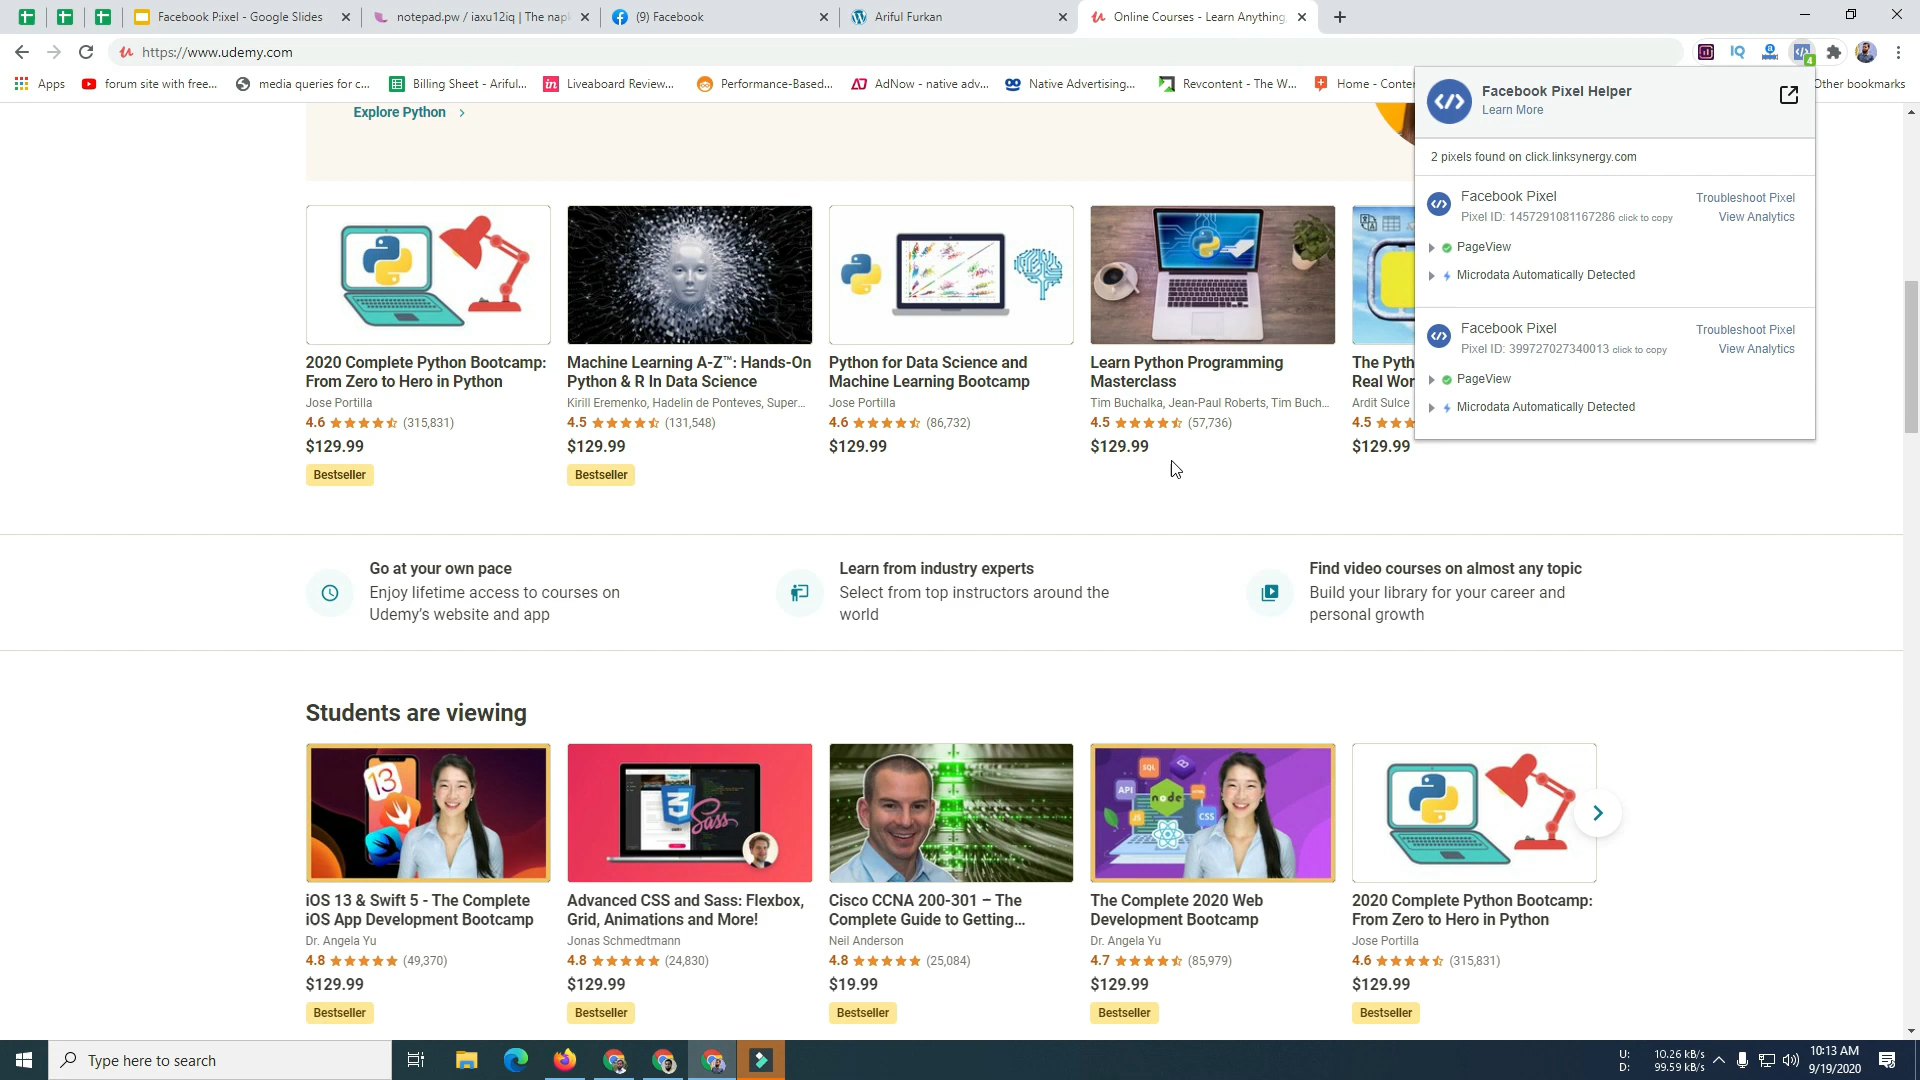 Facebook P:ixel - Google Slides
notepad.pw / iaxu12iq | The nap
(9) Facebook
Ariful Furkan
Online Courses - Learn Anything,
https://www.udemy.com
Apps
forum site with free...
media queries for c...
Billing Sheet - Ariful...
Liveaboard Review...
Performance-Based...
AdNow - native adv...
Native Advertising...
Revcontent - The W...
Home - Conter
Other bookmarks
Explore Python
Facebook Pixel Helper
Learn More
2 pixels found on click.linksynergy.com
Facebook Pixel
Troubleshoot Pixel
Pixel ID: 1457291081167286 click to copy
View Analytics
PageView
Microdata Automatically Detected
Facebook Pixel
Troubleshoot Pixel
Pixel ID: 399727027340013 click to copy
View Analytics
PageView
Microdata Automatically Detected
2020 Complete Python Bootcamp:
From Zero to Hero in Python
Jose Portilla
4.6 (315,831)
$129.99
Bestseller
Machine Learning A-Z™: Hands-On
Python & R In Data Science
Kirill Eremenko, Hadelin de Ponteves, Super...
4.5 (131,548)
$129.99
Bestseller
Python for Data Science and
Machine Learning Bootcamp
Jose Portilla
4.6 (86,732)
$129.99
Learn Python Programming
Masterclass
Tim Buchalka, Jean-Paul Roberts, Tim Buch...
4.5 (57,736)
$129.99
The Pyth
Real Wor
Ardit Sulce
4.5
$129.99
Go at your own pace
Enjoy lifetime access to courses on
Udemy's website and app
Learn from industry experts
Select from top instructors around the
world
Find video courses on almost any topic
Build your library for your career and
personal growth
Students are viewing
13
iOS 13 & Swift 5 - The Complete
iOS App Development Bootcamp
Dr. Angela Yu
4.8 (49,370)
$129.99
Bestseller
3
Sass
Advanced CSS and Sass: Flexbox,
Grid, Animations and More!
Jonas Schmedtmann
4.8 (24,830)
$129.99
Bestseller
Cisco CCNA 200-301 – The
Complete Guide to Getting...
Neil Anderson
4.8 (25,084)
$19.99
Bestseller
SQL
API
node
JS
CSS
The Complete 2020 Web
Development Bootcamp
Dr. Angela Yu
4.7 (85,979)
$129.99
Bestseller
2020 Complete Python Bootcamp:
From Zero to Hero in Python
Jose Portilla
4.6 (315,831)
$129.99
Bestseller
Type here to search
U: 10.26 kB/s
D: 99.59 kB/s
10:13 AM
9/19/2020